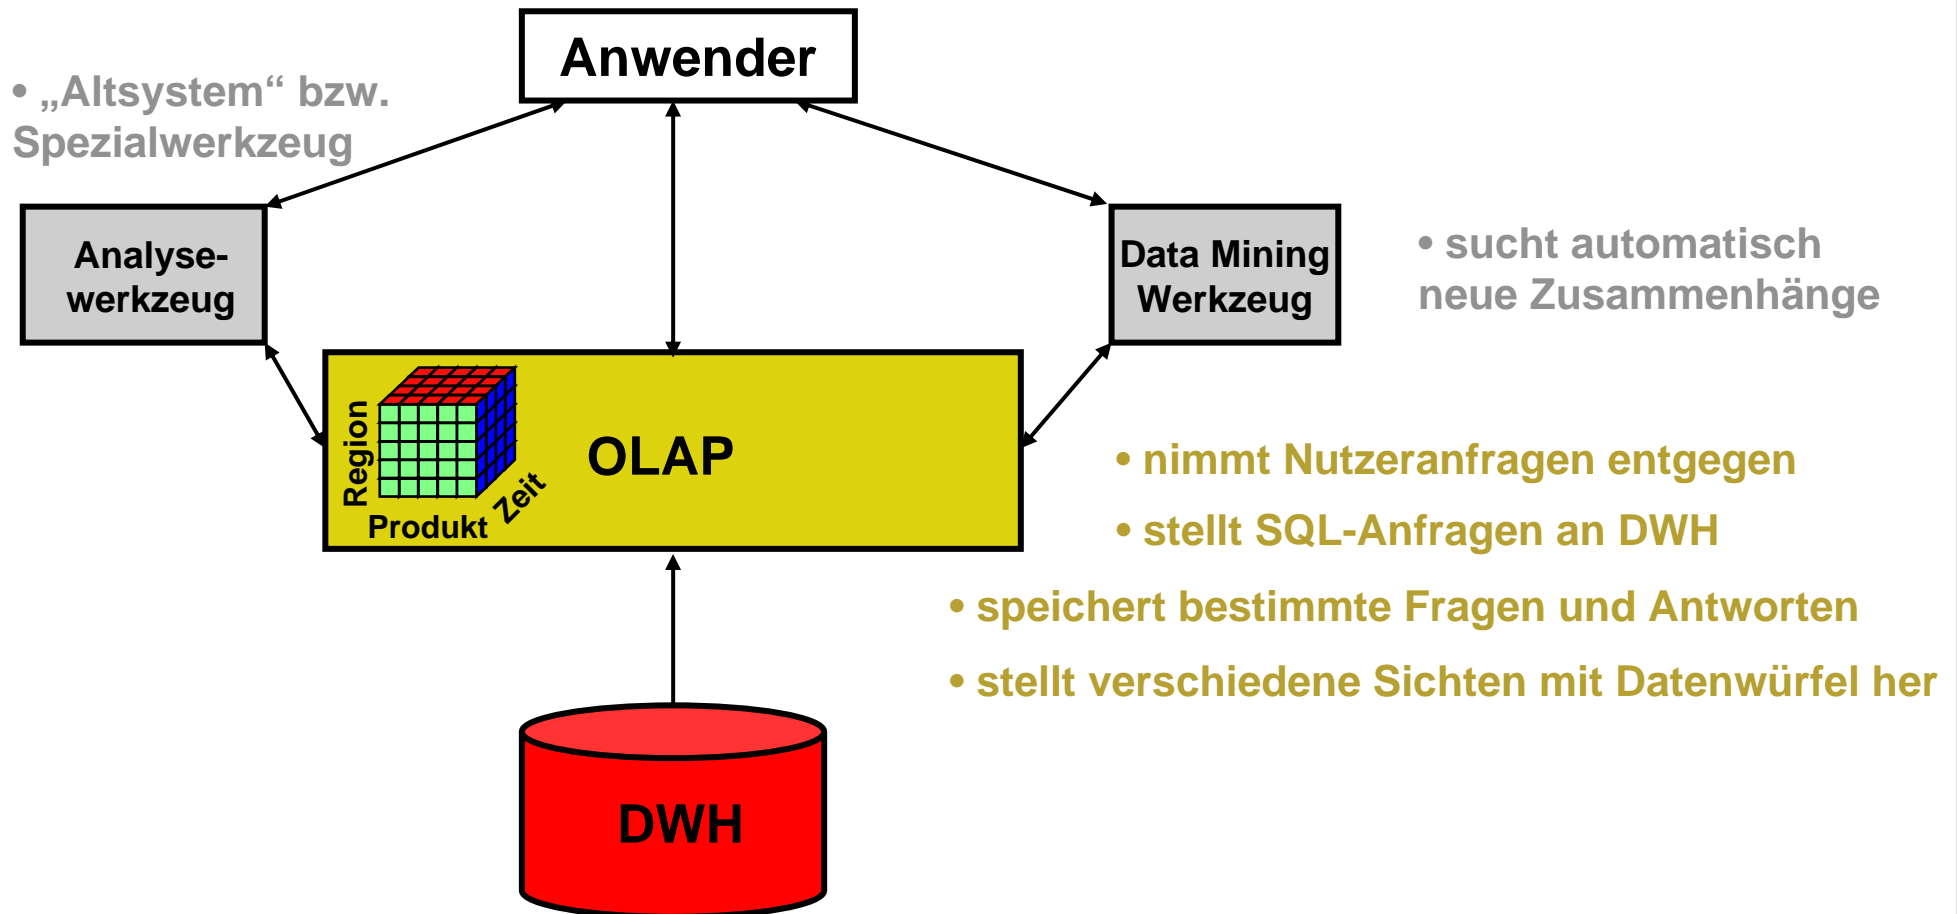 Anwender
• „Altsystem“ bzw.
Spezialwerkzeug
Analyse-
werkzeug
Data Mining
Werkzeug
• sucht automatisch
neue Zusammenhänge
Region
Produkt
Zeit
OLAP
• nimmt Nutzeranfragen entgegen
• stellt SQL-Anfragen an DWH
• speichert bestimmte Fragen und Antworten
• stellt verschiedene Sichten mit Datenwürfel her
DWH